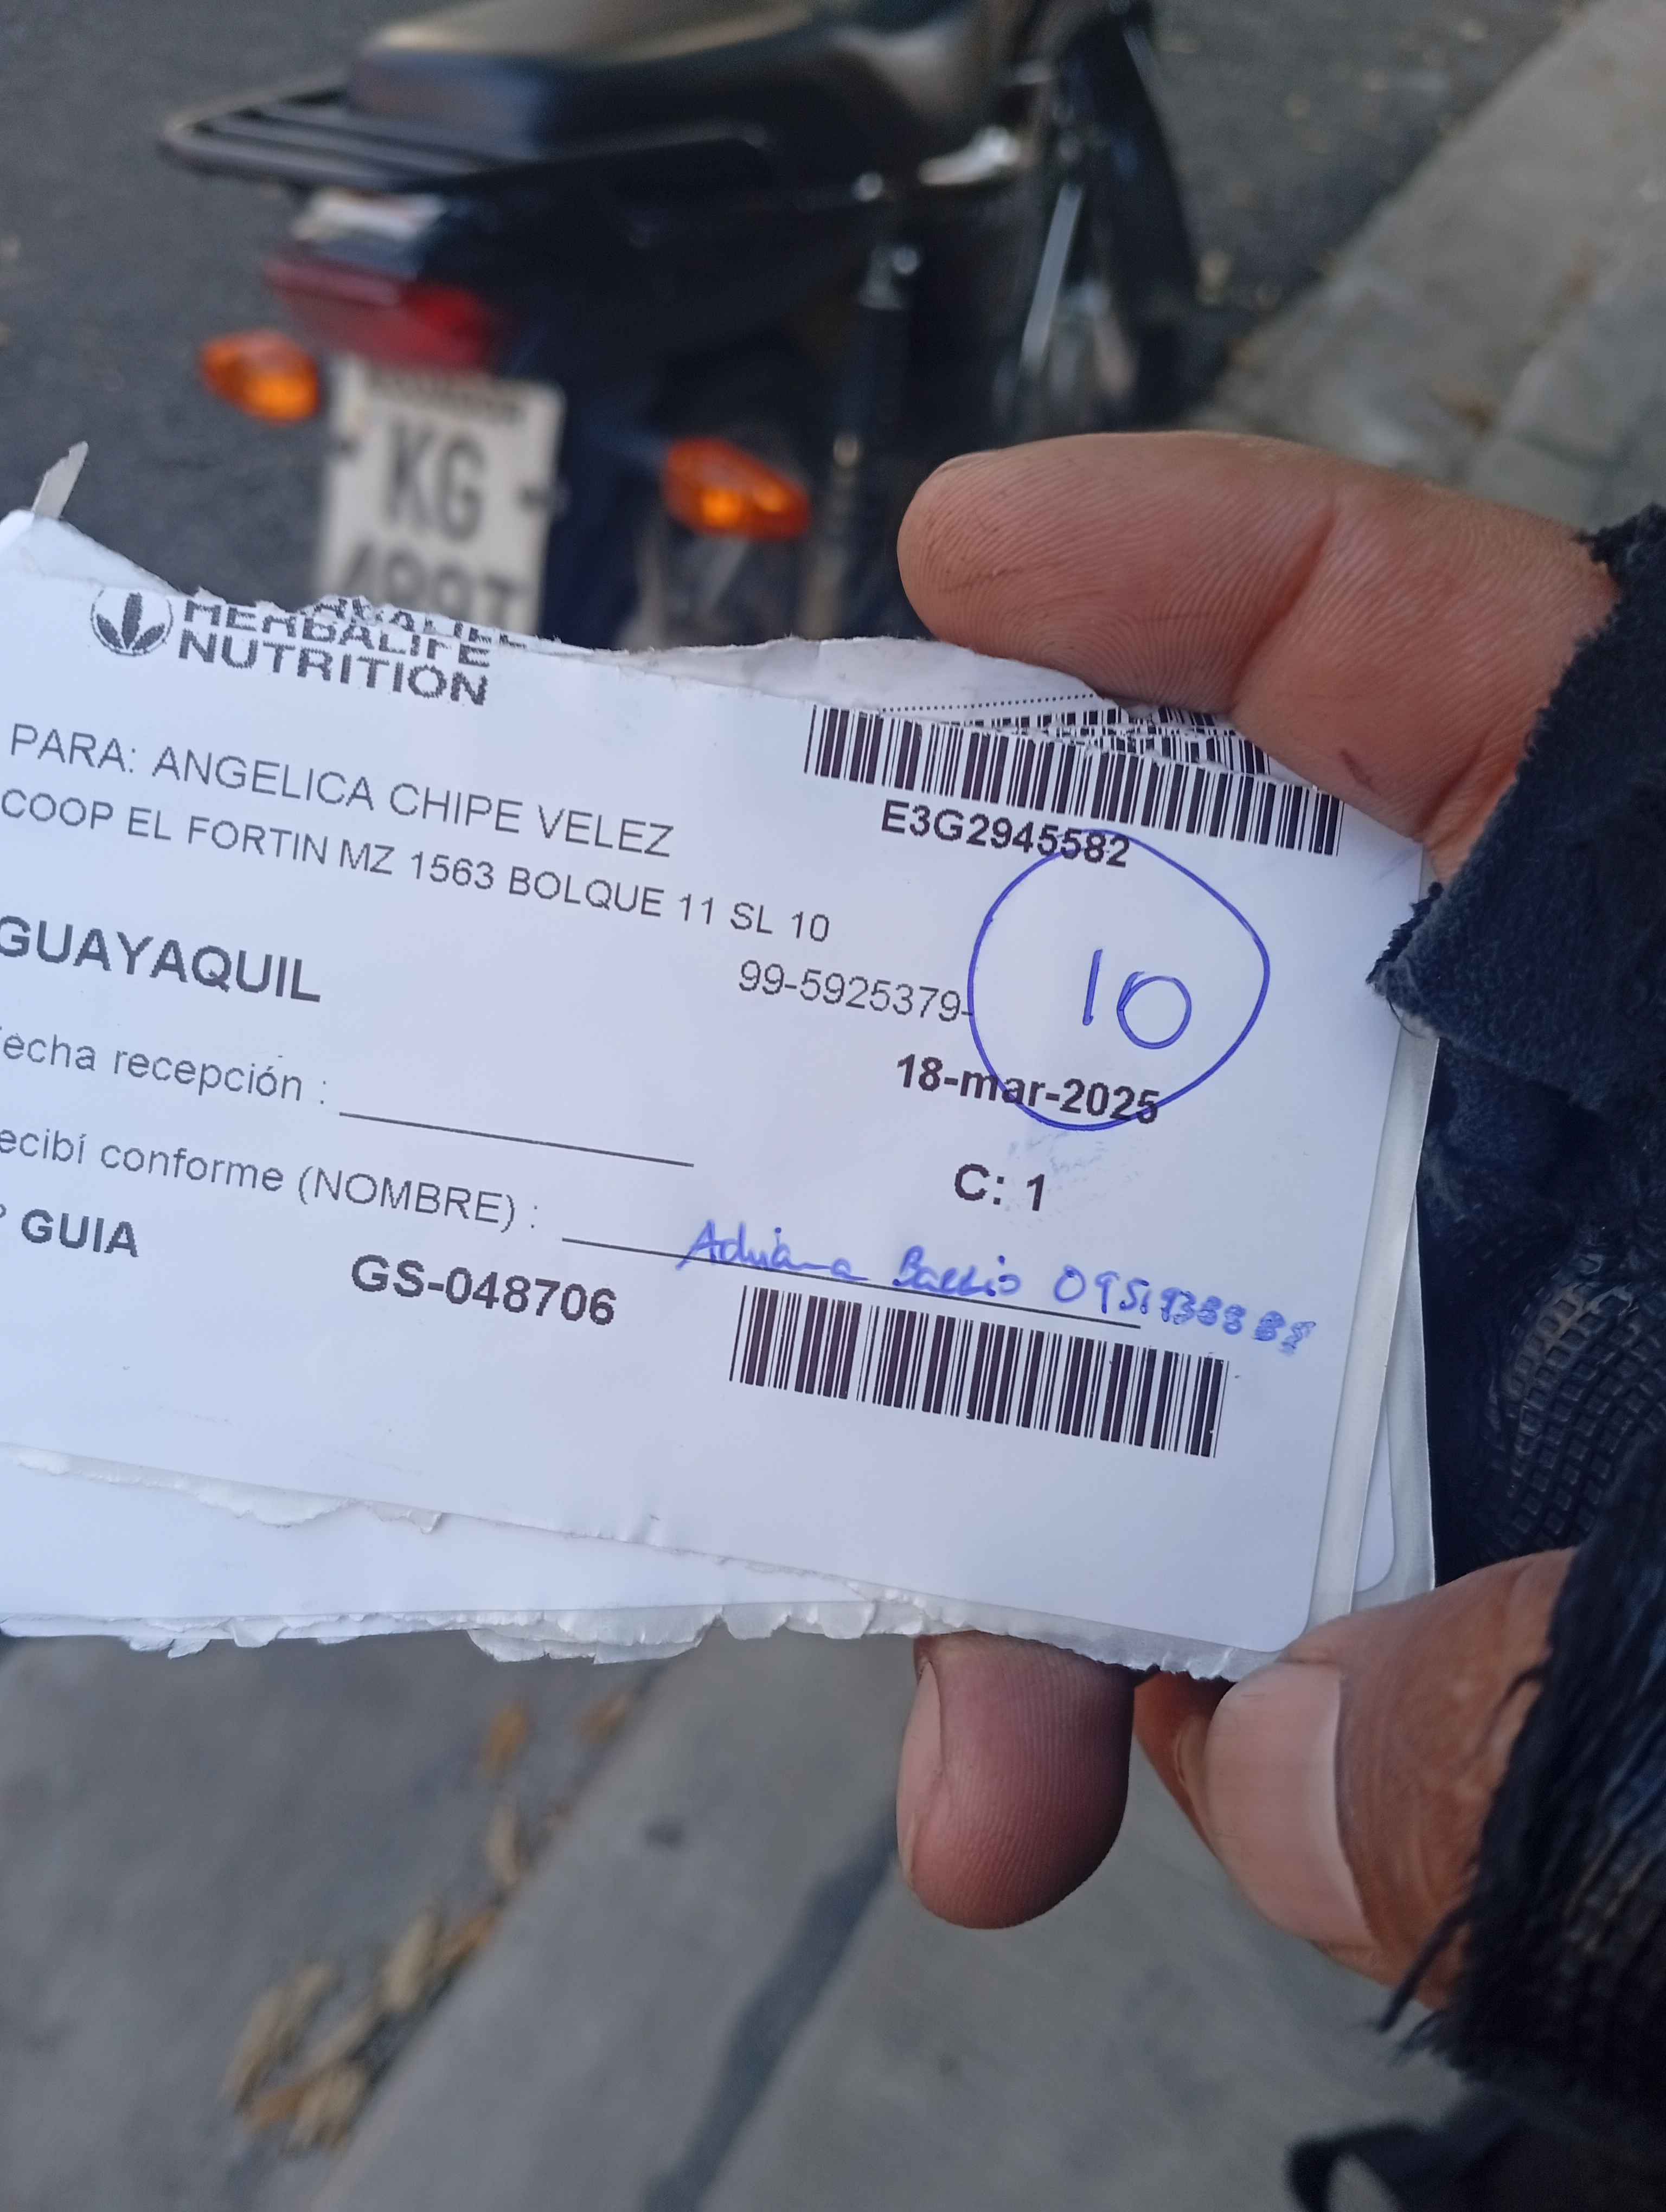 KG
HERBALIFE
NUTRITION
PARA: ANGELICA CHIPE VELEZ
COOP EL FORTIN MZ 1563 BOLQUE 11 SL 10
E3G2945582
10
GUAYAQUIL
99-5925379-
echa recepción :
18-mar-2025
C: 1
ecibí conforme (NOMBRE) :
Adriana
GUIA
GS-048706